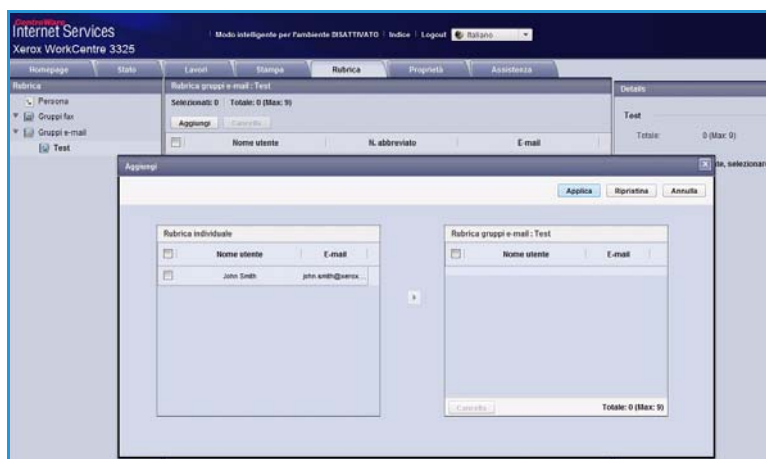 CentreWare
Internet Services
Xerox WorkCentre 3325
Modo intelligente per l'ambiente DISATTIVATO Indice Logout Italiano
Homepage Stato Lavori Stampa Rubrica Proprietà Assistenza
Rubrica
Persona
Gruppi fax
Gruppi e-mail
Test
Rubrica gruppi e-mail : Test
Selezionati: 0 Totale: 0 (Max: 9)
Aggiungi Cancella
Nome utente N. abbreviato E-mail
Details
Test
Totale: 0 (Max: 9)
te, selezionare
Aggiungi
Applica Ripristina Annulla
Rubrica individuale
Nome utente E-mail
John Smith john.smith@xerox...
Rubrica gruppi e-mail : Test
Nome utente E-mail
Cancella Totale: 0 (Max: 9)